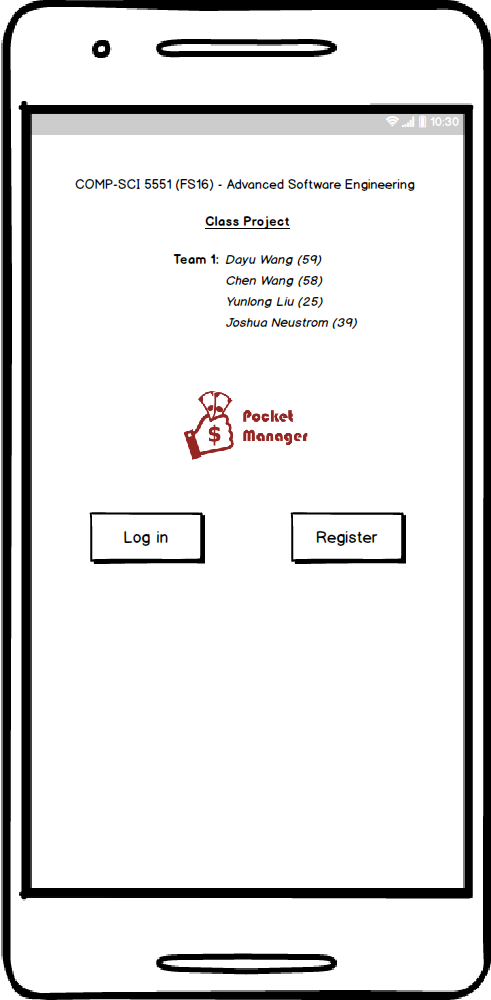 10:30
COMP-SCI 5551 (FS16) - Advanced Software Engineering
Class Project
Team 1: Dayu Wang (59)
Chen Wang (58)
Yunlong Liu (25)
Joshua Neustrom (39)
$
Pocket
Manager
Log in
Register